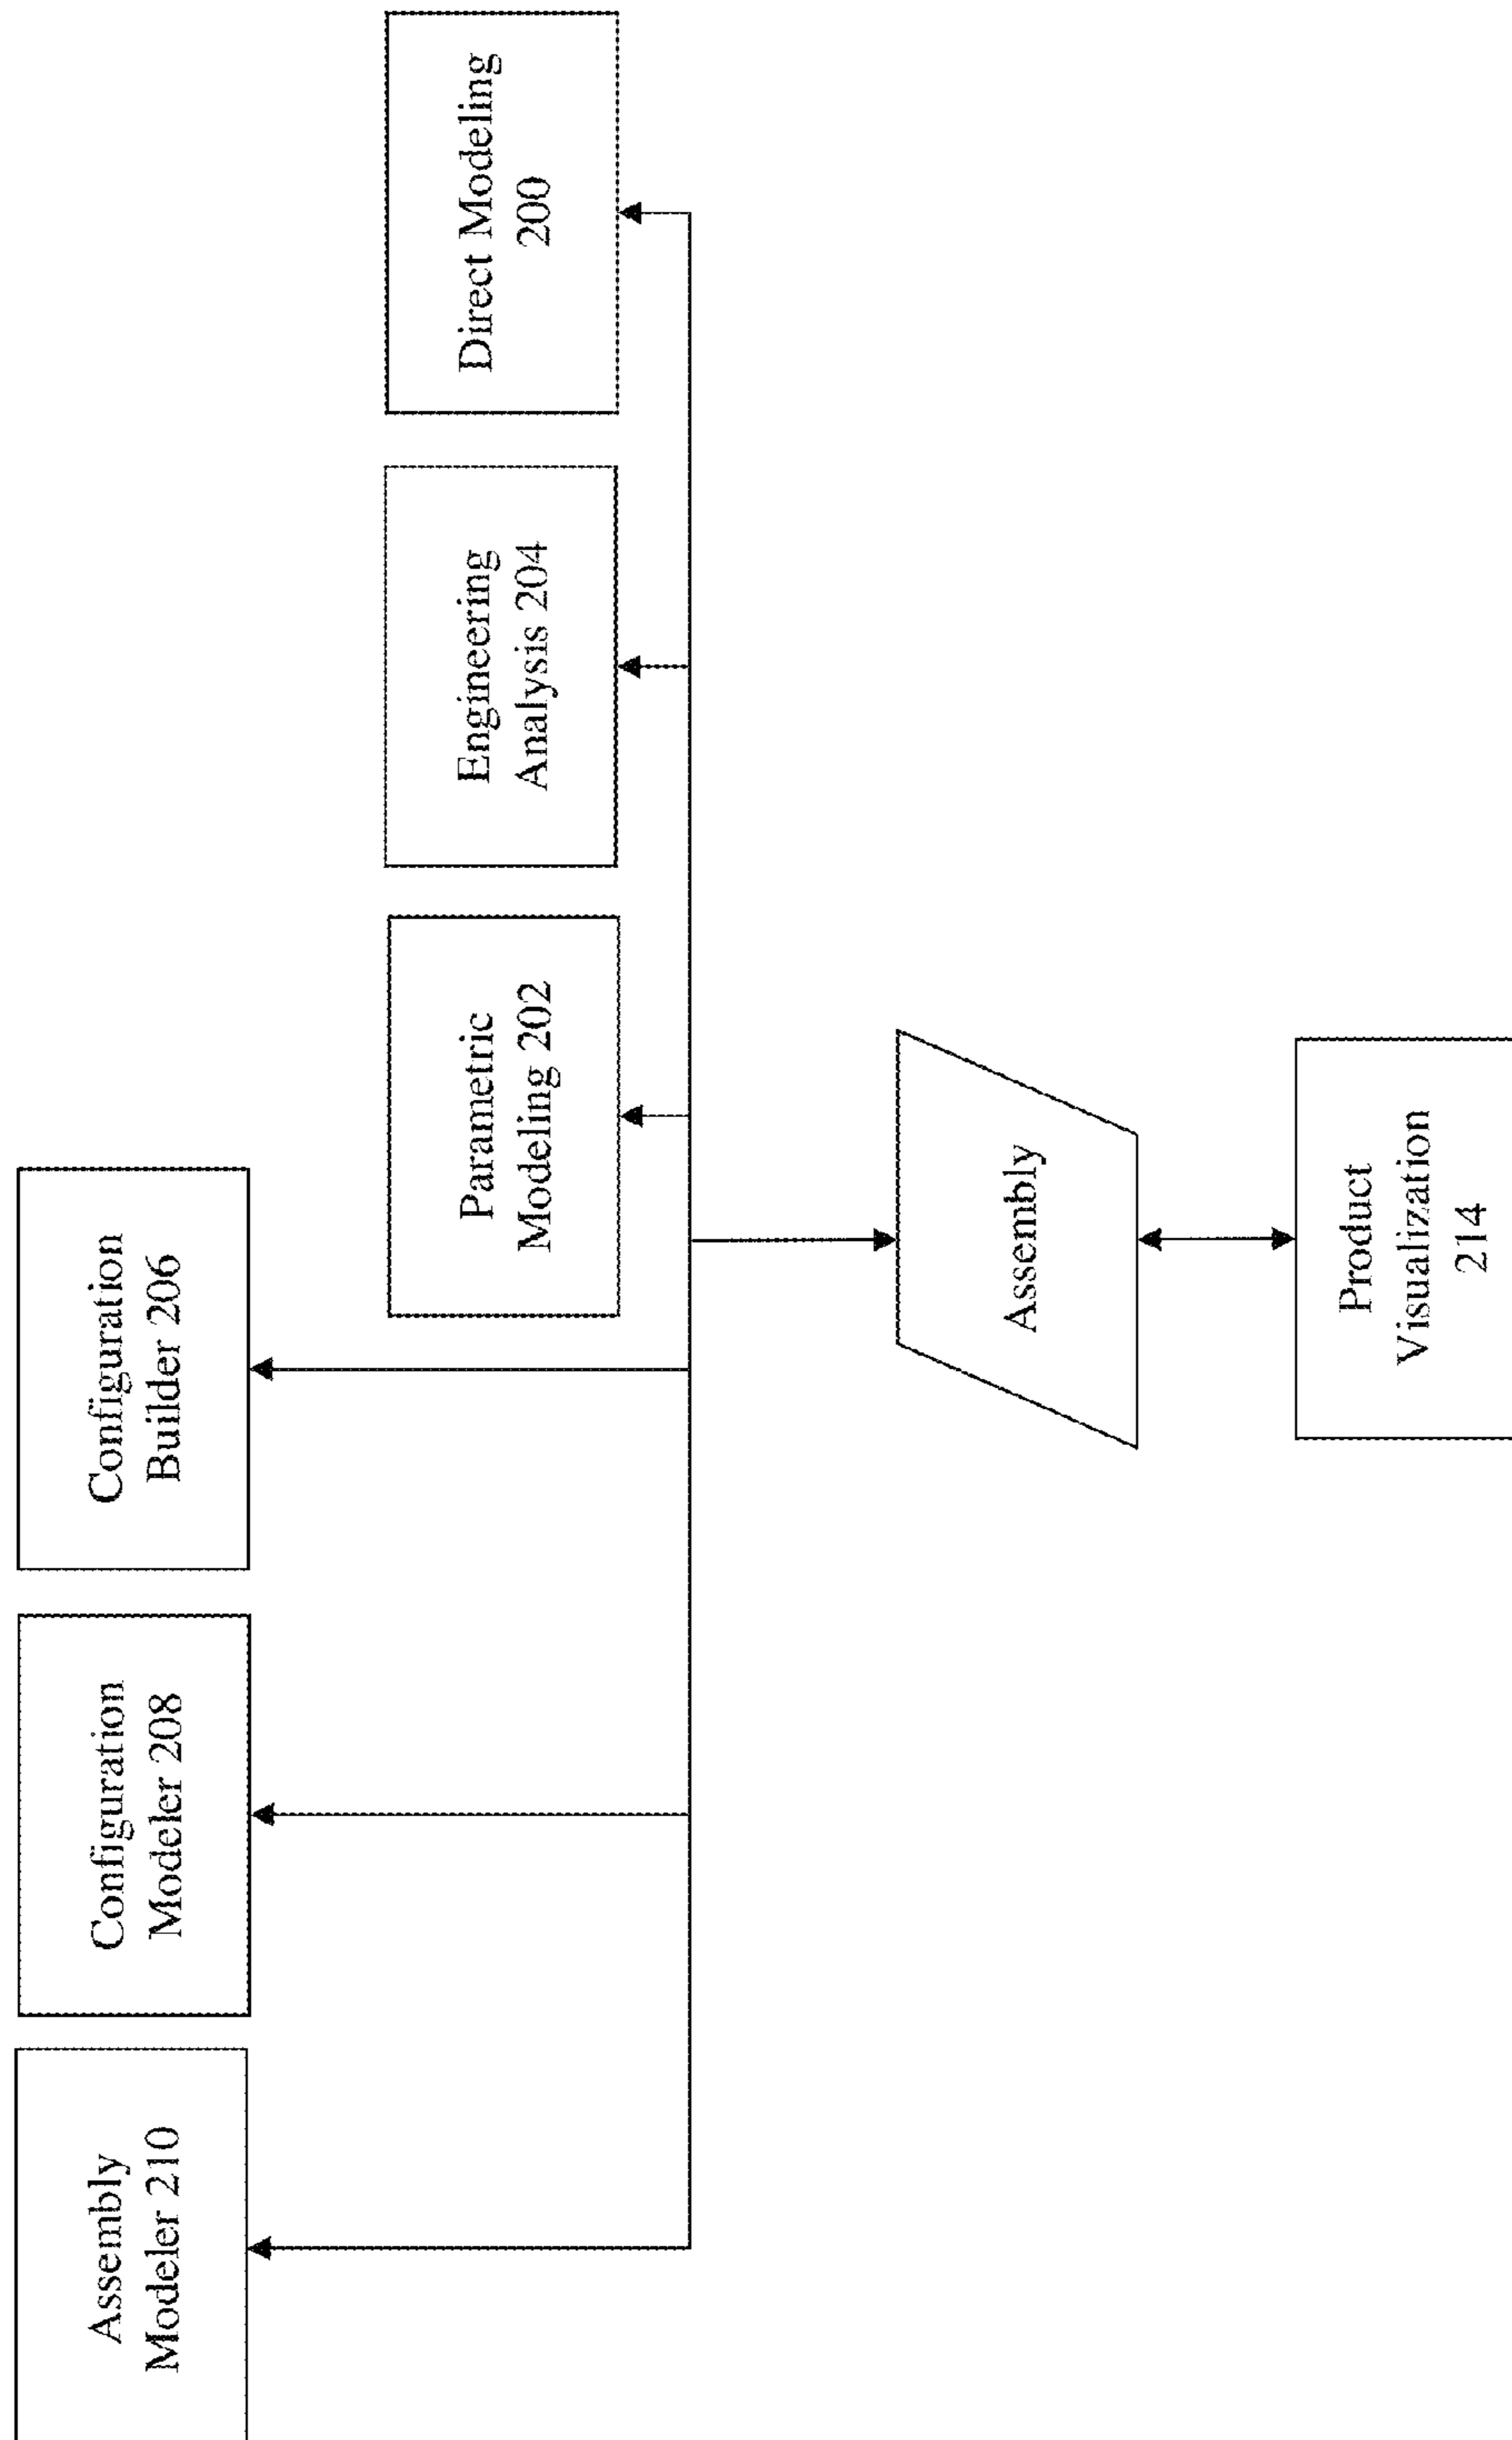 Assembly
Modeler 210
Configuration
Modeler 208
Configuration
Builder 206
Parametric
Modeling 202
Engineering
Analysis 204
Direct Modeling
200
Assembly
Product
Visualization
214